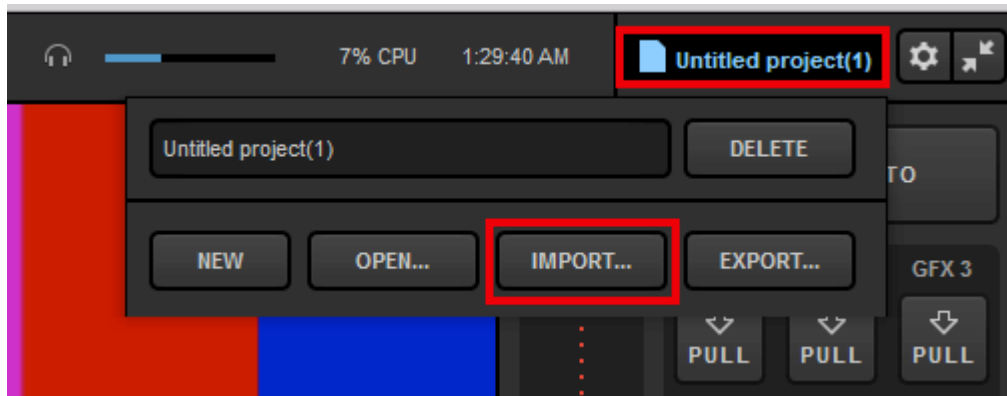 7% CPU 1:29:40 AM Untitled project(1)
Untitled project(1) DELETE
TO
NEW OPEN... IMPORT... EXPORT...
GFX 3
PULL PULL PULL